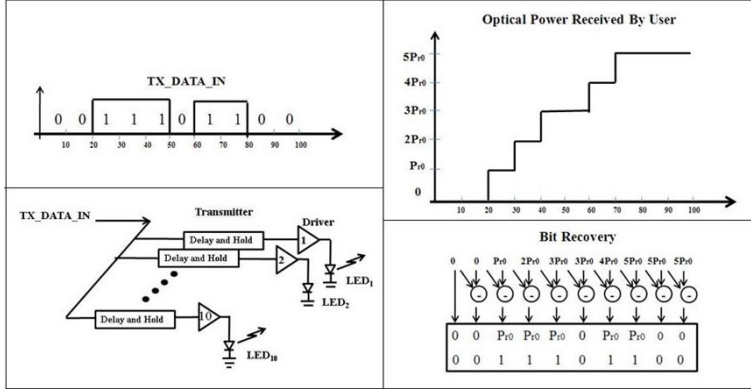 TX_DATA_IN
0 0 1 1 1 0 1 1 0 0
10 20 30 40 50 60 70 80 90 100
Optical Power Received By User
5Pr0
4Pr0
3Pr0
2Pr0
Pr0
0
10 20 30 40 50 60 70 80 90 100
TX_DATA_IN
Transmitter
Driver
Delay and Hold
1
Delay and Hold
2
LED1
LED2
Delay and Hold
10
LED10
Bit Recovery
0 0 Pr0 2Pr0 3Pr0 3Pr0 4Pr0 5Pr0 5Pr0 5Pr0
- - - - - - - - -
0 0 Pr0 Pr0 Pr0 0 Pr0 Pr0 0 0
0 0 1 1 1 0 1 1 0 0